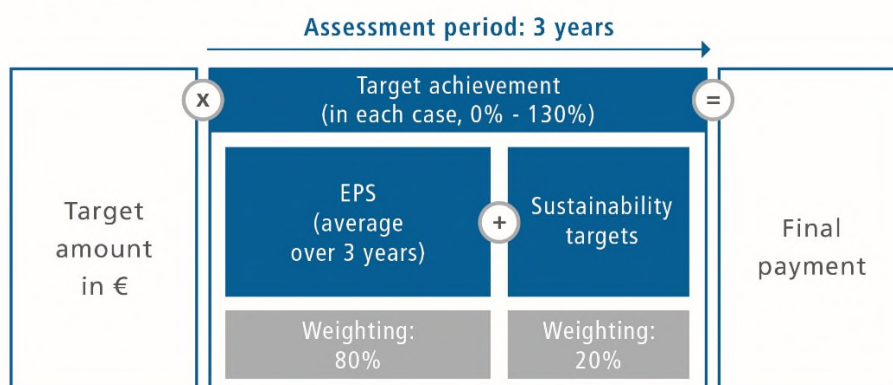 Assessment period: 3 years
Target achievement
(in each case, 0% - 130%)
x
=
Target
amount
in €
EPS
(average
over 3 years)
+
Sustainability
targets
Final
payment
Weighting:
80%
Weighting:
20%